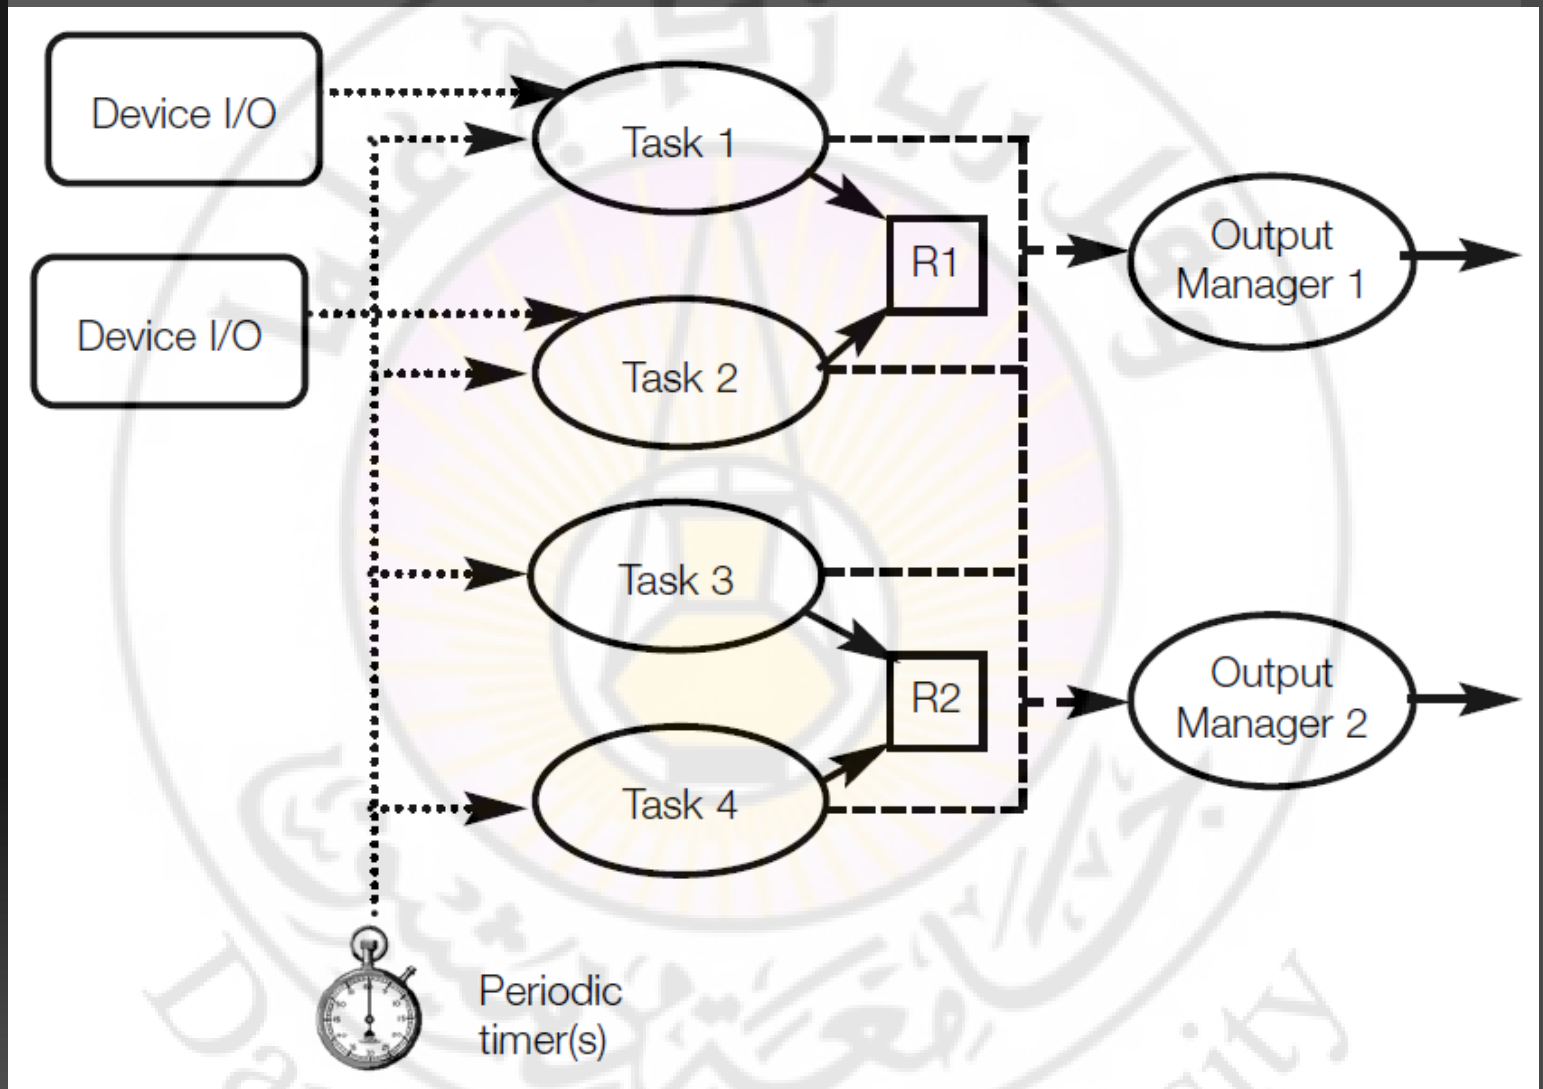 Device I/O
Task 1
R1
Output
Manager 1
Device I/O
Task 2
Task 3
R2
Output
Manager 2
Task 4
Periodic
timer(s)